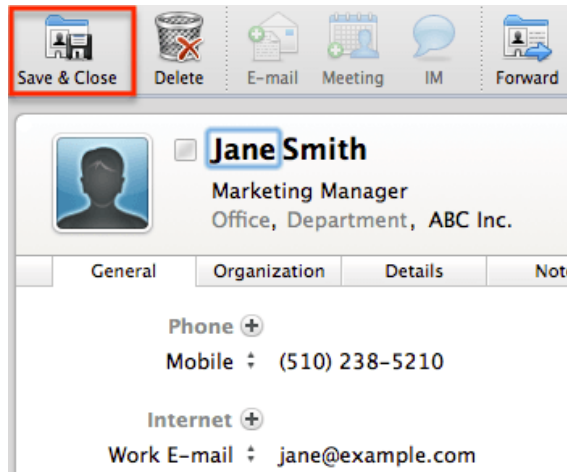 Save & Close Delete E-mail Meeting IM Forward
Jane Smith
Marketing Manager
Office, Department, ABC Inc.
General Organization Details Not
Phone
Mobile (510) 238-5210
Internet
Work E-mail jane@example.com